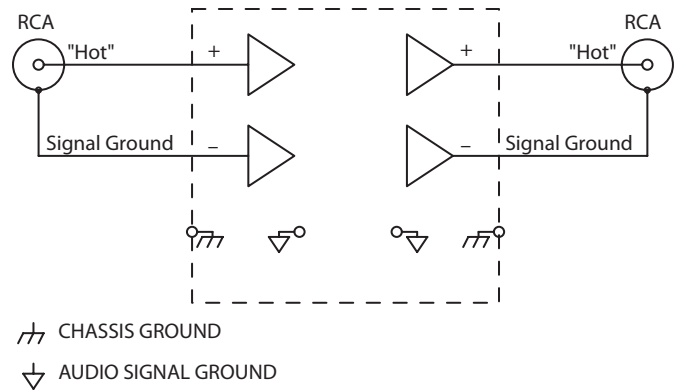 RCA
RCA
"Hot"
+
+
"Hot"
Signal Ground
–
–
Signal Ground
CHASSIS GROUND
AUDIO SIGNAL GROUND